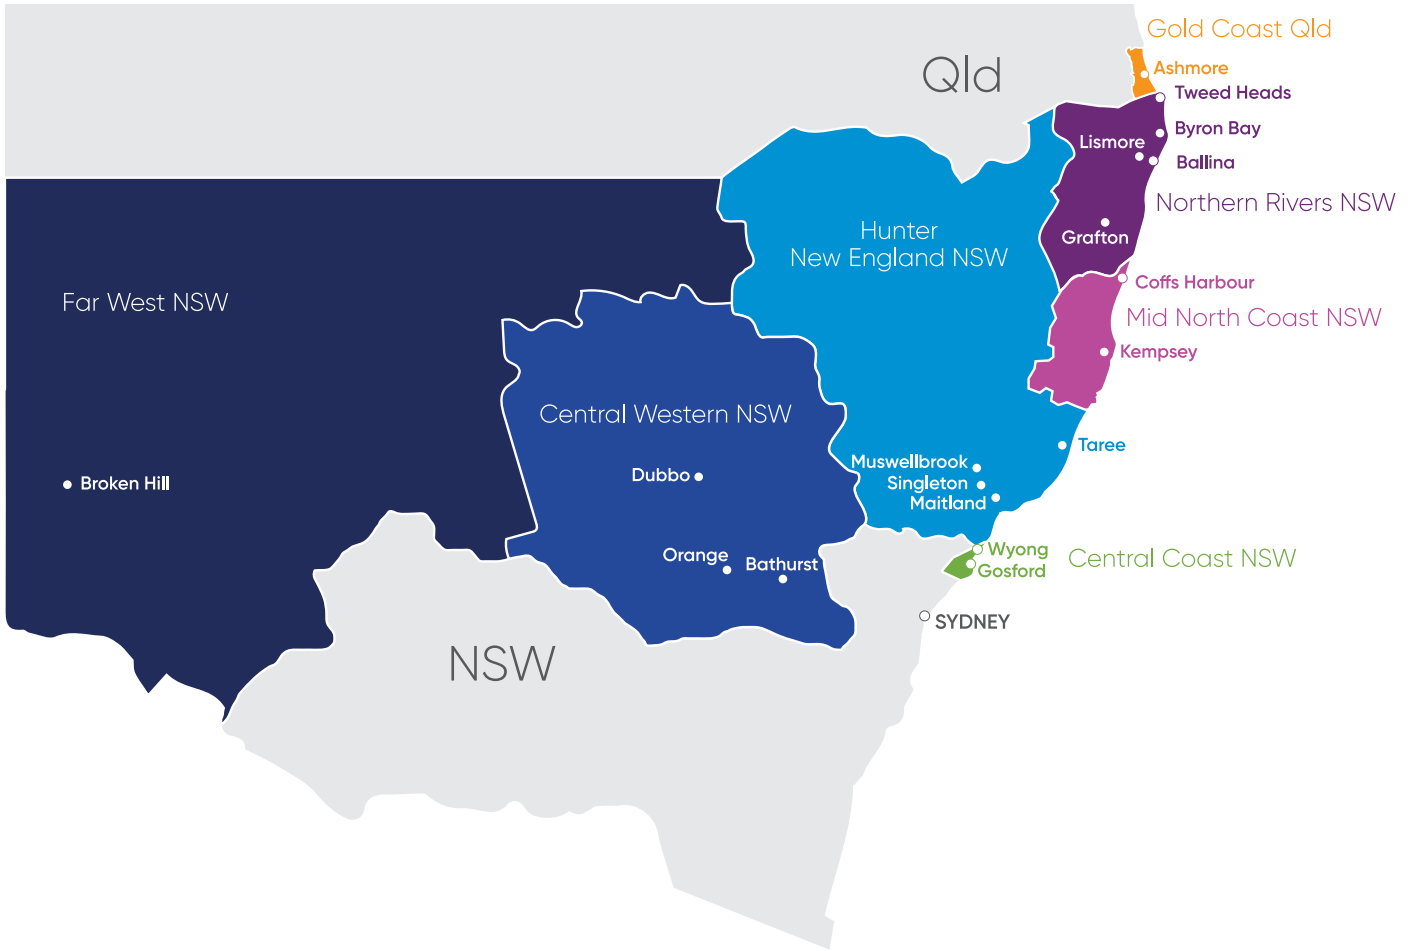 Gold Coast Qld
Qld
Ashmore
Tweed Heads
Byron Bay
Lismore
Ballina
Northern Rivers NSW
Hunter
New England NSW
Grafton
Coffs Harbour
Far West NSW
Mid North Coast NSW
Kempsey
Central Western NSW
Taree
Muswellbrook
Dubbo
Broken Hill
Singleton
Maitland
Wyong
Orange
Bathurst
Central Coast NSW
Gosford
SYDNEY
NSW